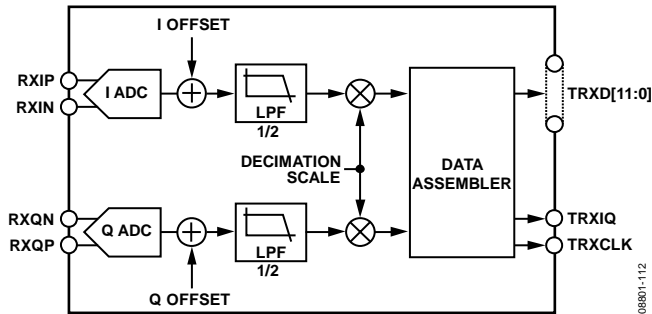 I OFFSET
RXIP
RXIN
I ADC
LPF
1/2
TRXD[11:0]
DECIMATION
SCALE
DATA
ASSEMBLER
RXQN
RXQP
Q ADC
LPF
1/2
TRXIQ
TRXCLK
Q OFFSET
08801-112